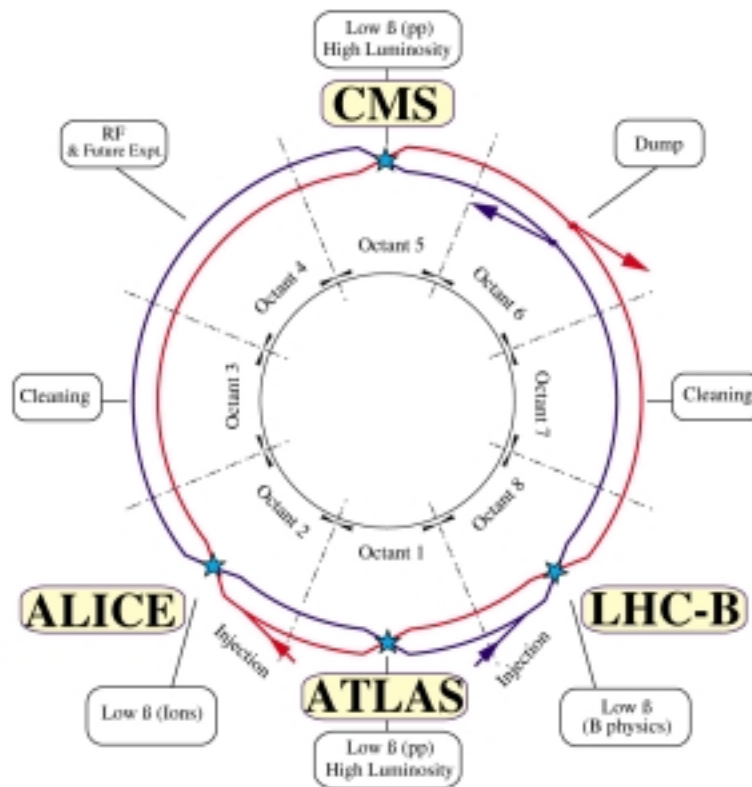 Low ß (pp)
High Luminosity
CMS
RF
& Future Expt.
Dump
Octant 5
Octant 4
Octant 6
Cleaning
Octant 3
Octant 7
Cleaning
Octant 2
Octant 8
Octant 1
ALICE
LHC-B
Injection
Injection
ATLAS
Low ß (Ions)
Low ß
(B physics)
Low ß (pp)
High Luminosity